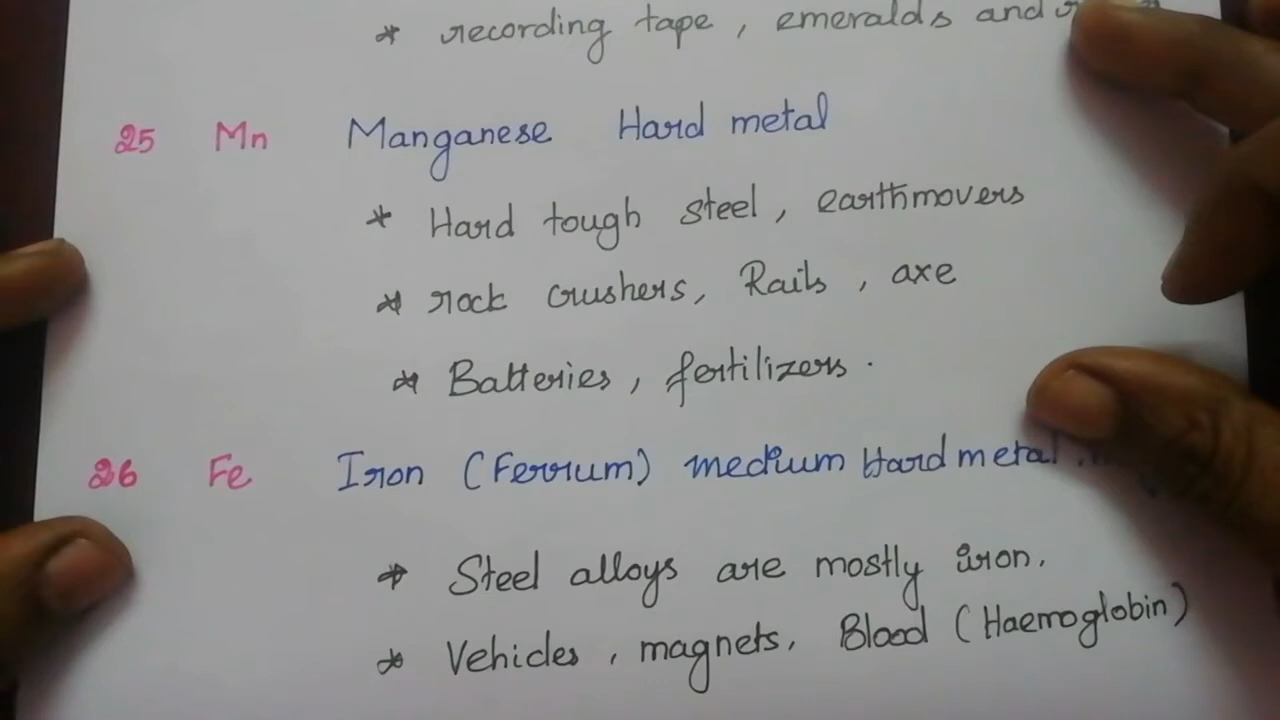 * recording tape, emeralds and
25 Mn Manganese Hard metal
* Hard tough steel, earthmovers
* rock crushers, Rails, axe
* Batteries, fertilizers.
26 Fe Iron (Ferrium) medium Hard metal.
* Steel alloys are mostly iron.
* Vehicles, magnets, Blood (Haemoglobin)